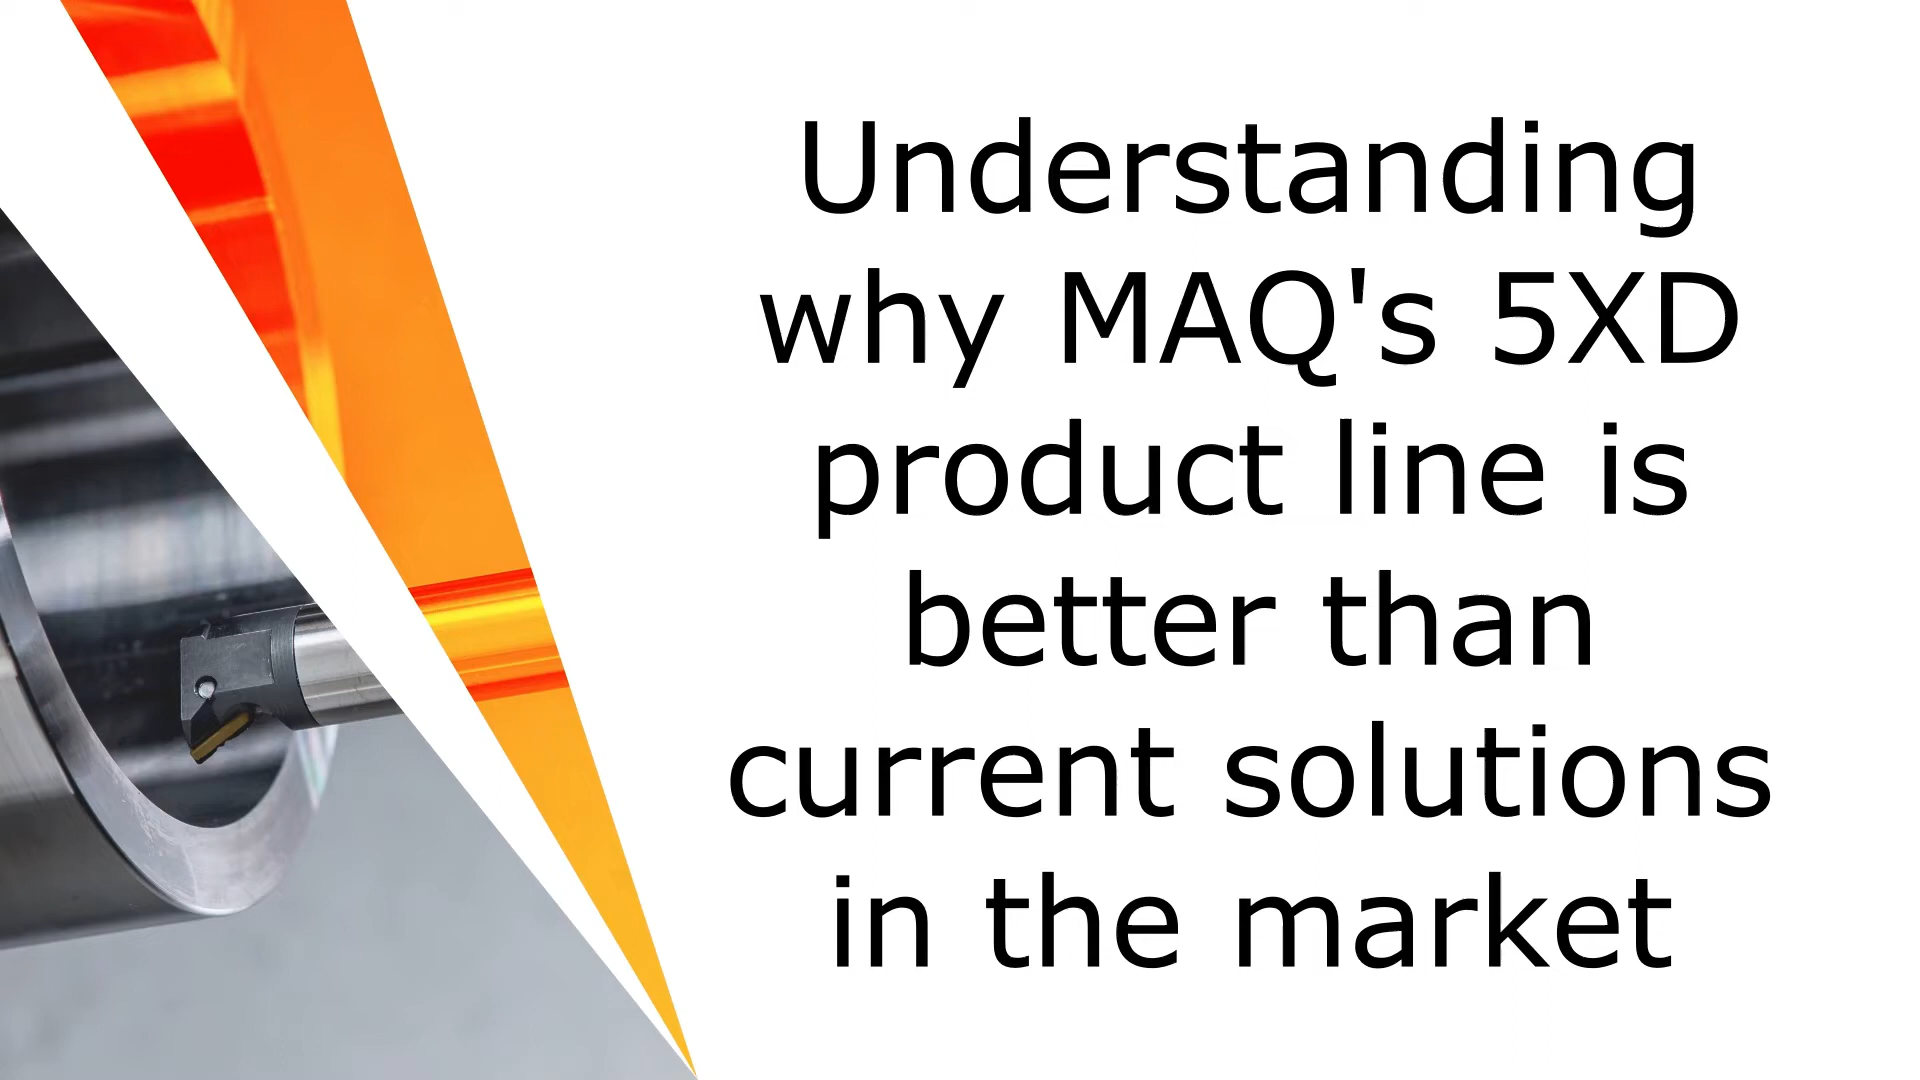 Understanding
why MAQ's 5XD
product line is
better than
current solutions
in the market